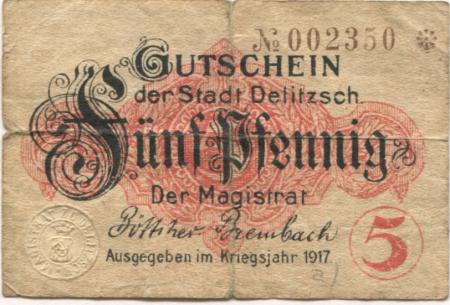 № 002350
GUTSCHEIN
der Stadt Delitzsch.
Fünf Pfennig
Der Magistrat
Böttcher Brembach
Ausgegeben im Kriegsjahr 1917
5